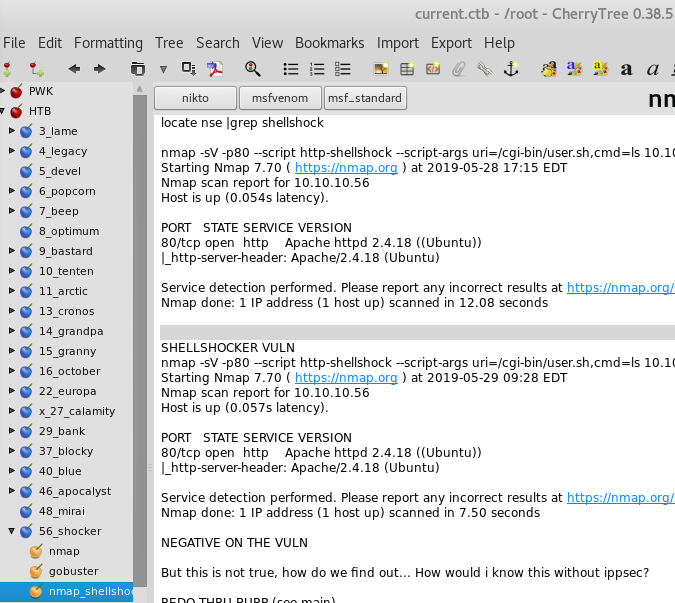 current.ctb - /root - CherryTree 0.38.5
File Edit Formatting Tree Search View Bookmarks Import Export Help
PWK
HTB
3_lame
4_legacy
5_devel
6_popcorn
7_beep
8_optimum
9_bastard
10_tenten
11_arctic
13_cronos
14_grandpa
15_granny
16_october
22_europa
x_27_calamity
29_bank
37_blocky
40_blue
46_apocalyst
48_mirai
56_shocker
nmap
gobuster
nmap_shellsho
nikto msfvenom msf_standard
locate nse |grep shellshock
nmap -sV -p80 --script http-shellshock --script-args uri=/cgi-bin/user.sh,cmd=ls 10.10
Starting Nmap 7.70 ( https://nmap.org ) at 2019-05-28 17:15 EDT
Nmap scan report for 10.10.10.56
Host is up (0.054s latency).
PORT STATE SERVICE VERSION
80/tcp open http Apache httpd 2.4.18 ((Ubuntu))
|_http-server-header: Apache/2.4.18 (Ubuntu)
Service detection performed. Please report any incorrect results at https://nmap.org/
Nmap done: 1 IP address (1 host up) scanned in 12.08 seconds
SHELLSHOCKER VULN
nmap -sV -p80 --script http-shellshock --script-args uri=/cgi-bin/user.sh,cmd=ls 10.10
Starting Nmap 7.70 ( https://nmap.org ) at 2019-05-29 09:28 EDT
Nmap scan report for 10.10.10.56
Host is up (0.057s latency).
PORT STATE SERVICE VERSION
80/tcp open http Apache httpd 2.4.18 ((Ubuntu))
|_http-server-header: Apache/2.4.18 (Ubuntu)
Service detection performed. Please report any incorrect results at https://nmap.org/
Nmap done: 1 IP address (1 host up) scanned in 7.50 seconds
NEGATIVE ON THE VULN
But this is not true, how do we find out... How would i know this without ippsec?
REDO THRU BURP (see main)